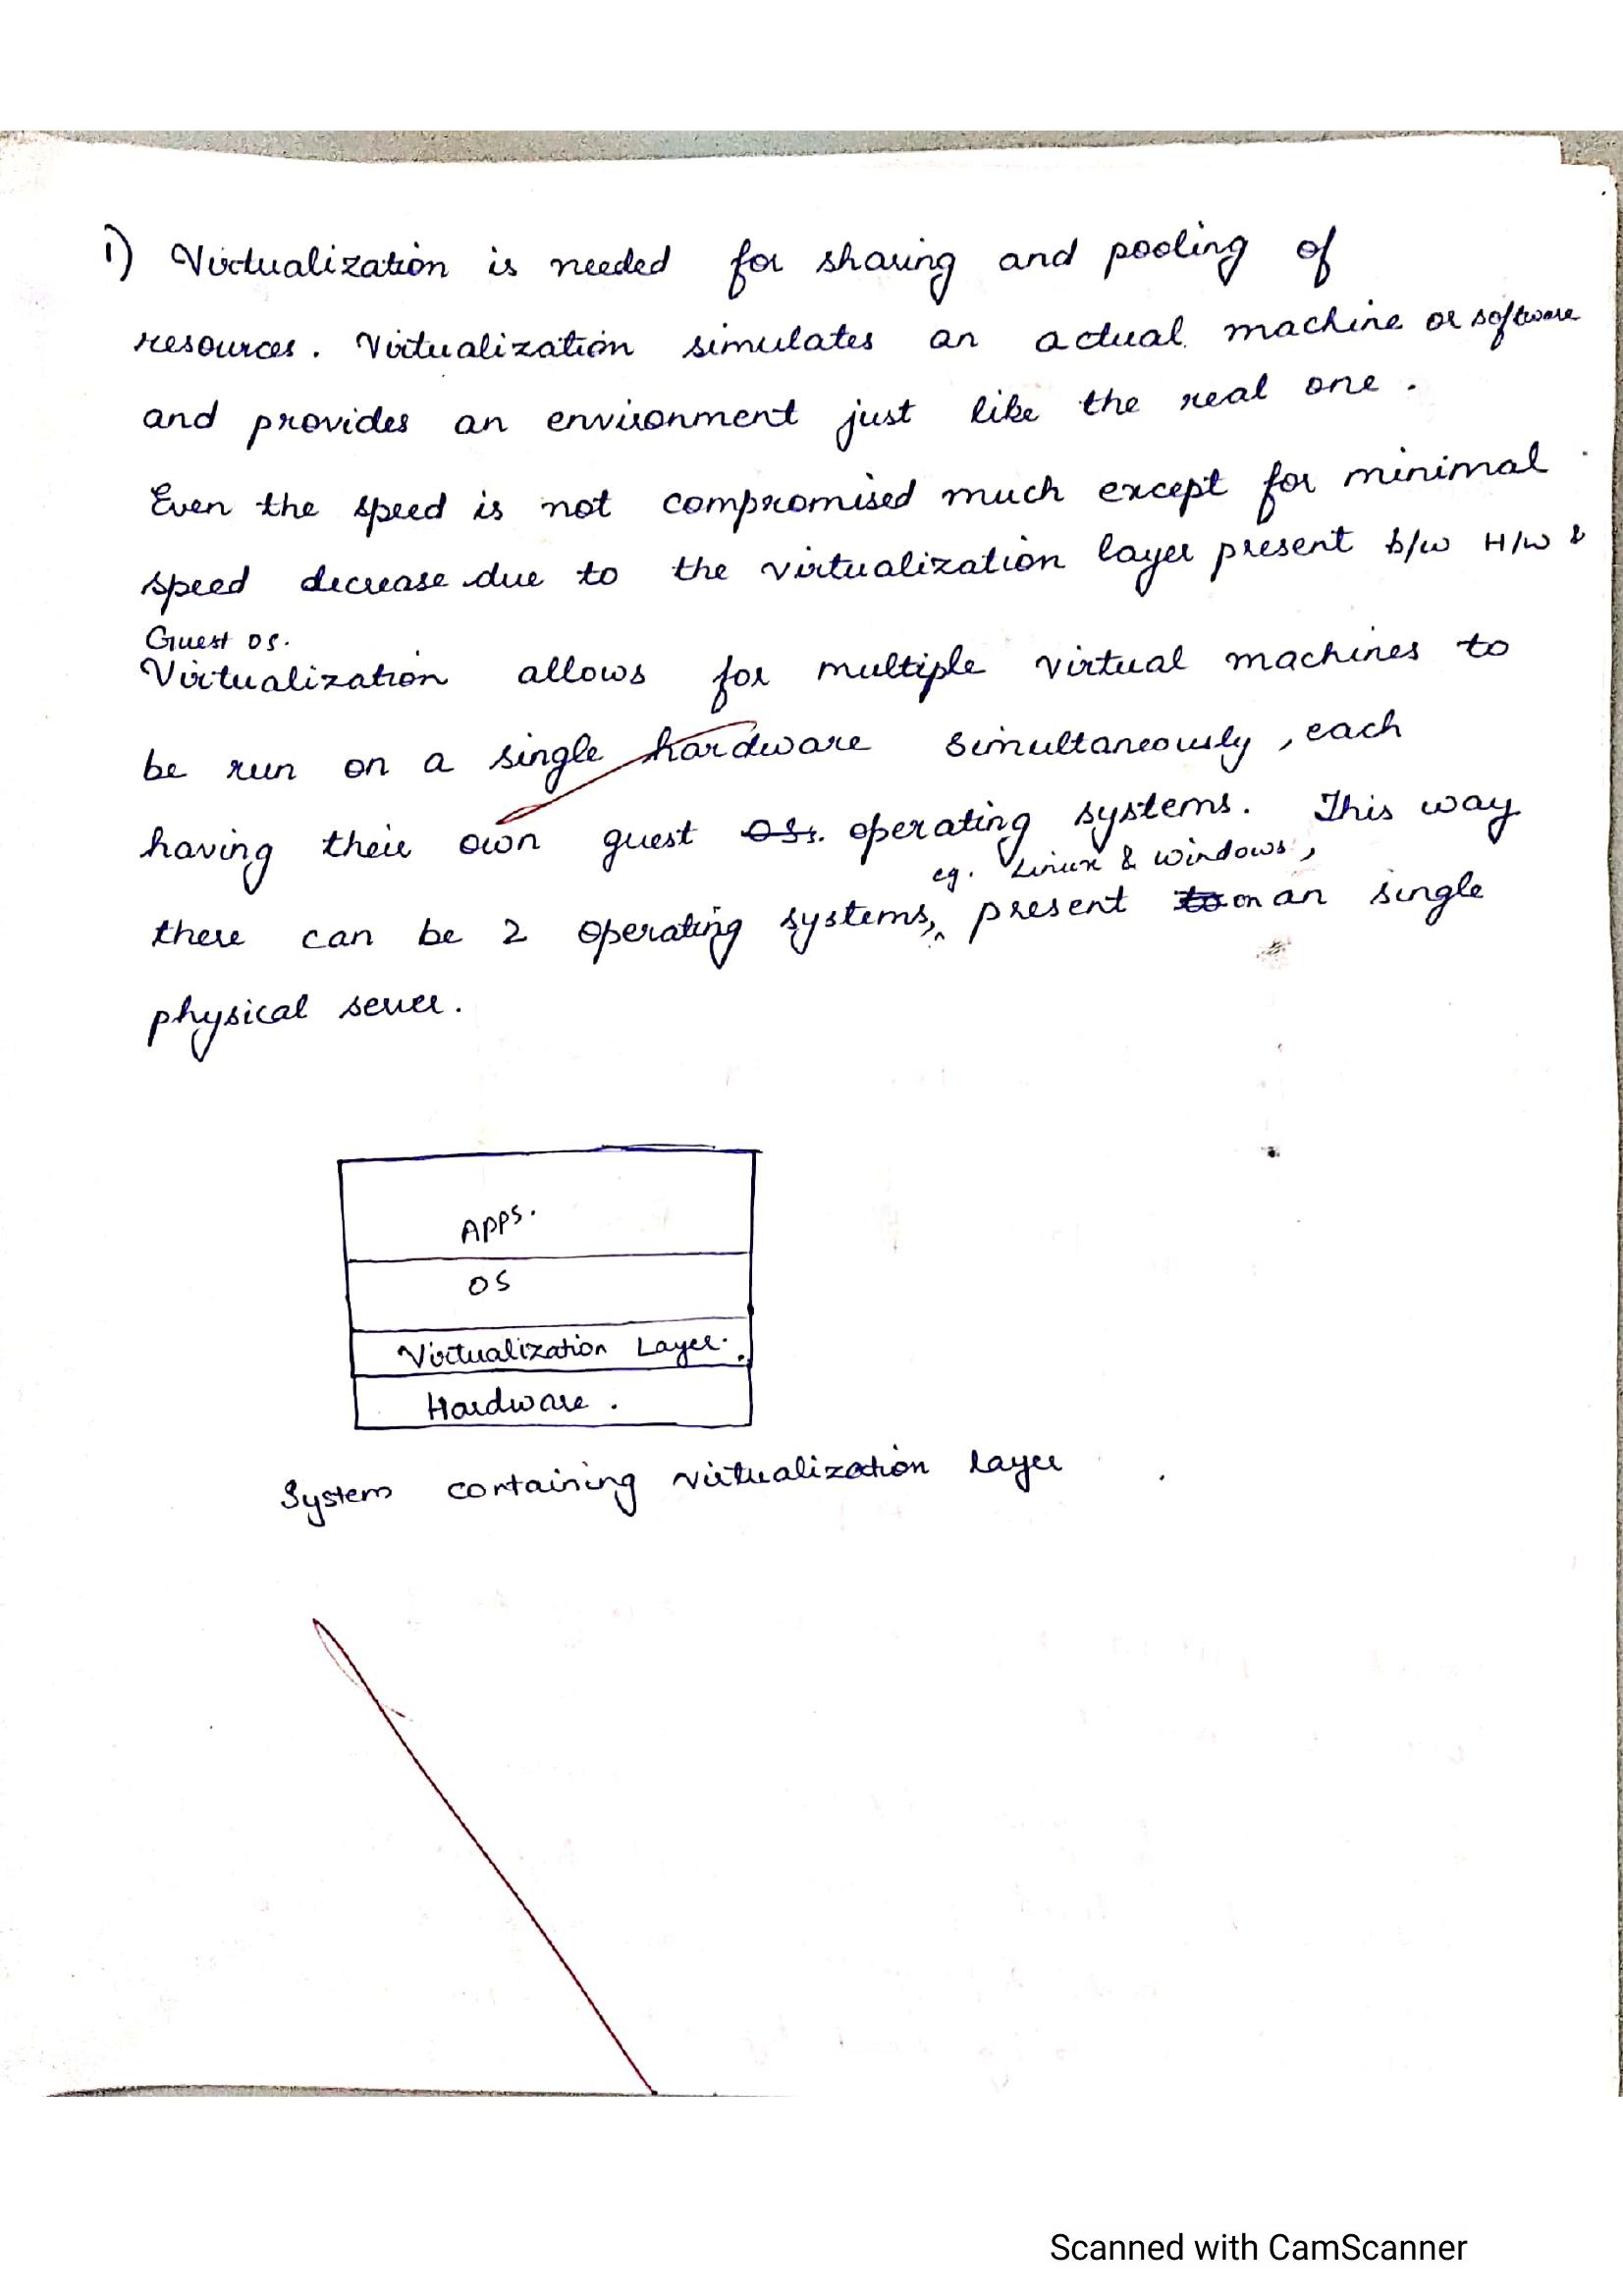 i) Virtualization is needed for sharing and pooling of
resources. Virtualization simulates an actual machine or software
and provides an environment just like the real one.
Even the speed is not compromised much except for minimal
speed decrease due to the virtualization layer present b/w H/w &
Guest OS.
Virtualization allows for multiple virtual machines to
be run on a single hardware simultaneously, each
having their own guest OSs. operating systems. This way
eg. Linux & windows,
there can be 2 operating systems, present to on an single
physical server.
Apps.
OS
Virtualization Layer.
Hardware.
System containing virtualization layer
Scanned with CamScanner